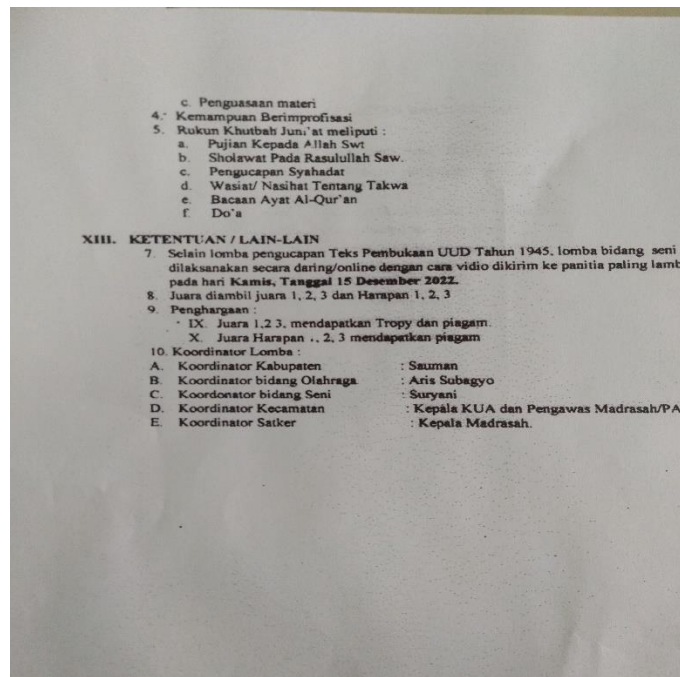 c. Penguasaan materi
4. Kemampuan Berimprofisasi
5. Rukun Khutbah Jum'at meliputi :
a. Pujian Kepada Allah Swt
b. Sholawat Pada Rasulullah Saw.
c. Pengucapan Syahadat
d. Wasiat/ Nasihat Tentang Takwa
e. Bacaan Ayat Al-Qur'an
f. Do'a
XIII. KETENTUAN / LAIN-LAIN
7. Selain lomba pengucapan Teks Pembukaan UUD Tahun 1945, lomba bidang seni
dilaksanakan secara daring/online dengan cara vidio dikirim ke panitia paling lamb
pada hari Kamis, Tanggal 15 Desember 2022.
8. Juara diambil juara 1, 2, 3 dan Harapan 1, 2, 3
9. Penghargaan :
IX. Juara 1,2 3, mendapatkan Tropy dan piagam.
X. Juara Harapan , 2, 3 mendapatkan piagam
10. Koordinator Lomba :
A. Koordinator Kabupaten : Sauman
B. Koordinator bidang Olahraga : Aris Subagyo
C. Koordonator bidang Seni : Suryani
D. Koordinator Kecamatan : Kepala KUA dan Pengawas Madrasah/PA
E. Koordinator Satker : Kepala Madrasah.